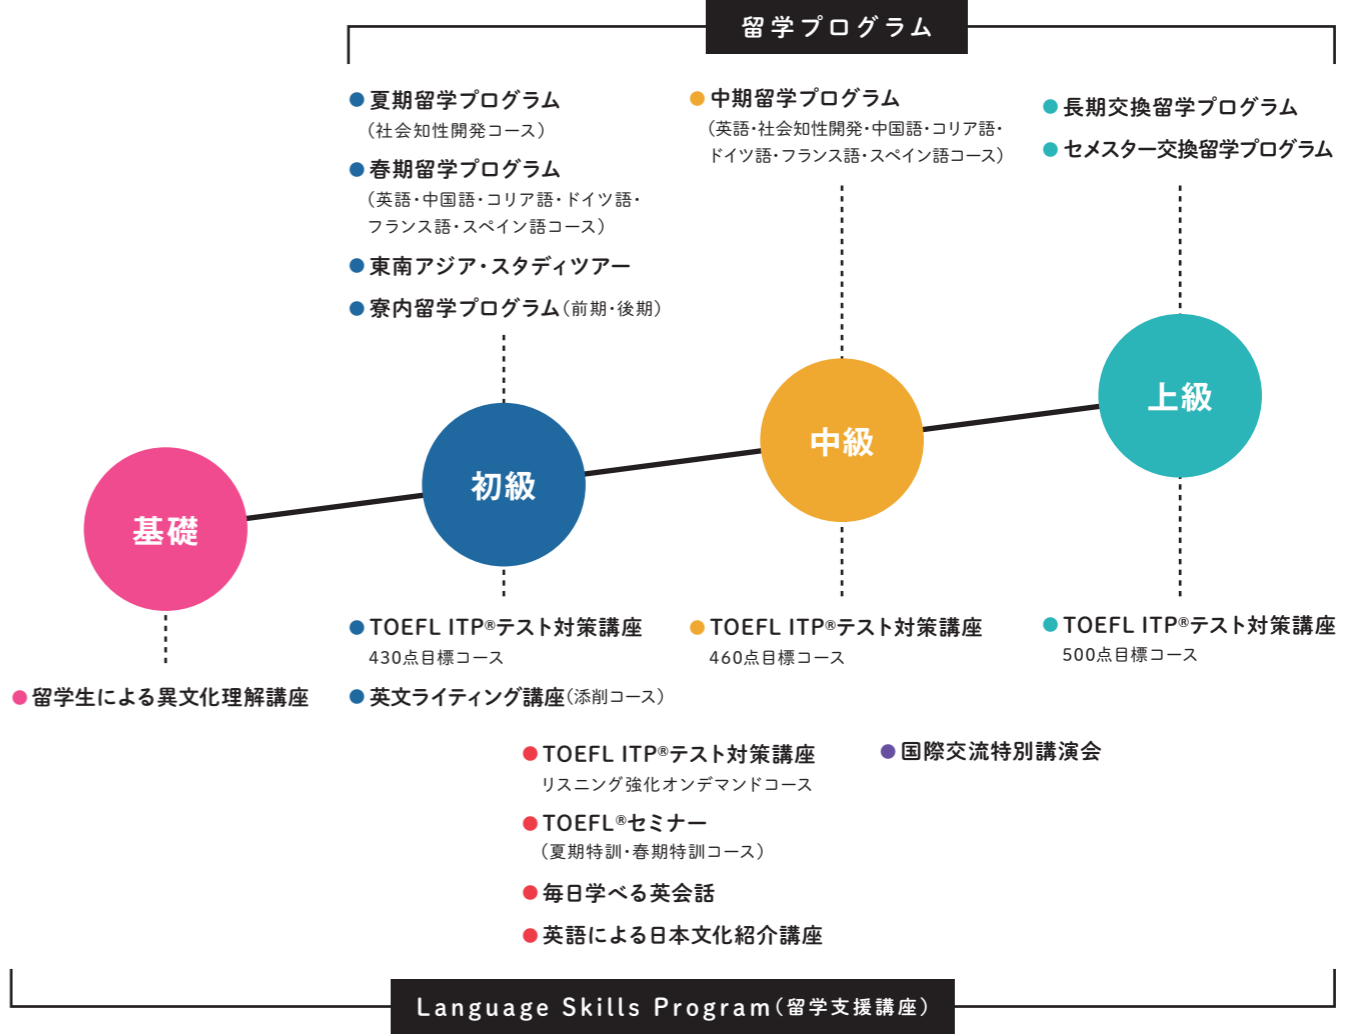 留学プログラム
●夏期留学プログラム
（社会知性開発コース）
●春期留学プログラム
（英語・中国語・コリア語・ドイツ語・
フランス語・スペイン語コース）
●東南アジア・スタディツアー
●寮内留学プログラム（前期・後期）
●中期留学プログラム
（英語・社会知性開発・中国語・コリア語・
ドイツ語・フランス語・スペイン語コース）
●長期交換留学プログラム
●セメスター交換留学プログラム
基礎
初級
中級
上級
●留学生による異文化理解講座
●TOEFL ITP®テスト対策講座
430点目標コース
●英文ライティング講座（添削コース）
●TOEFL ITP®テスト対策講座
460点目標コース
●TOEFL ITP®テスト対策講座
500点目標コース
●TOEFL ITP®テスト対策講座
リスニング強化オンデマンドコース
●TOEFL®セミナー
（夏期特訓・春期特訓コース）
●毎日学べる英会話
●英語による日本文化紹介講座
●国際交流特別講演会
Language Skills Program（留学支援講座）